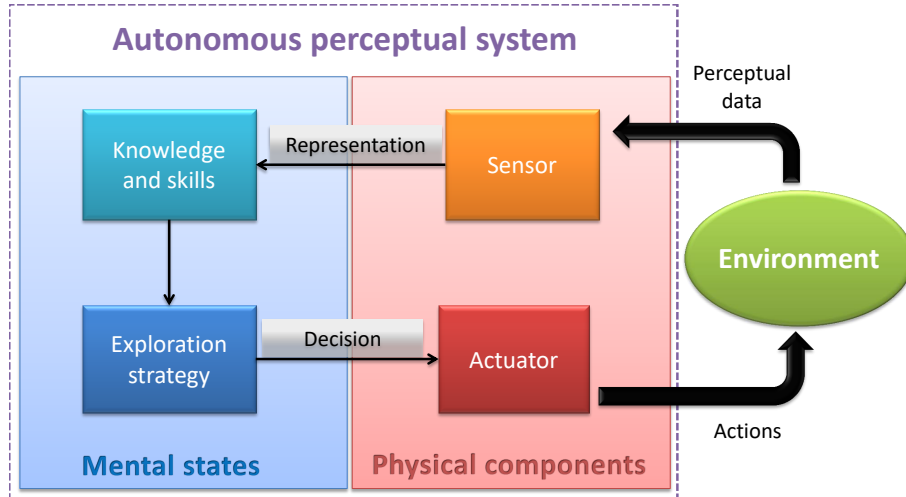 Autonomous perceptual system
Perceptual
data
Knowledge
and skills
Representation
Sensor
Environment
Exploration
strategy
Decision
Actuator
Actions
Mental states
Physical components